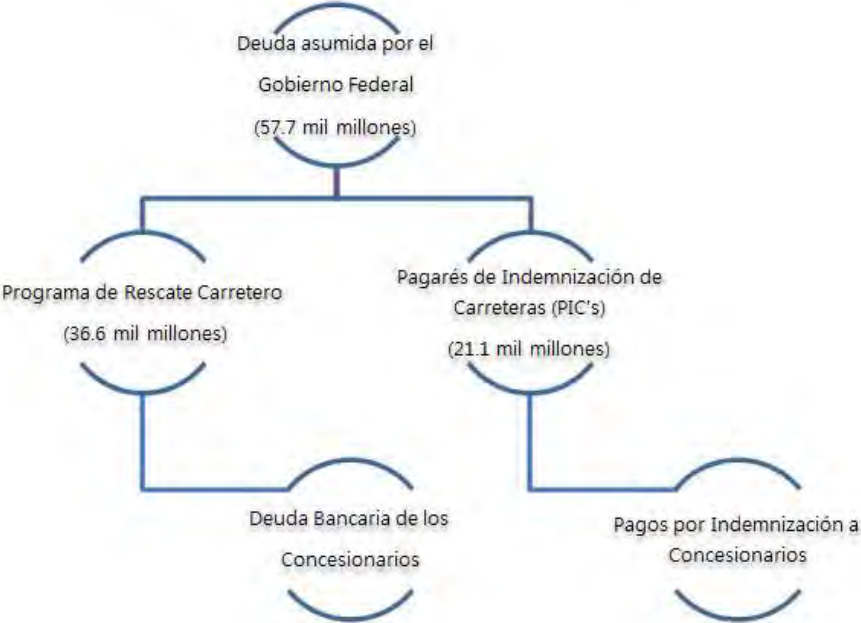 Deuda asumida por el
Gobierno Federal
(57.7 mil millones)
Programa de Rescate Carretero
(36.6 mil millones)
Pagarés de Indemnización de
Carreteras (PIC's)
(21.1 mil millones)
Deuda Bancaria de los
Concesionarios
Pagos por Indemnización a
Concesionarios